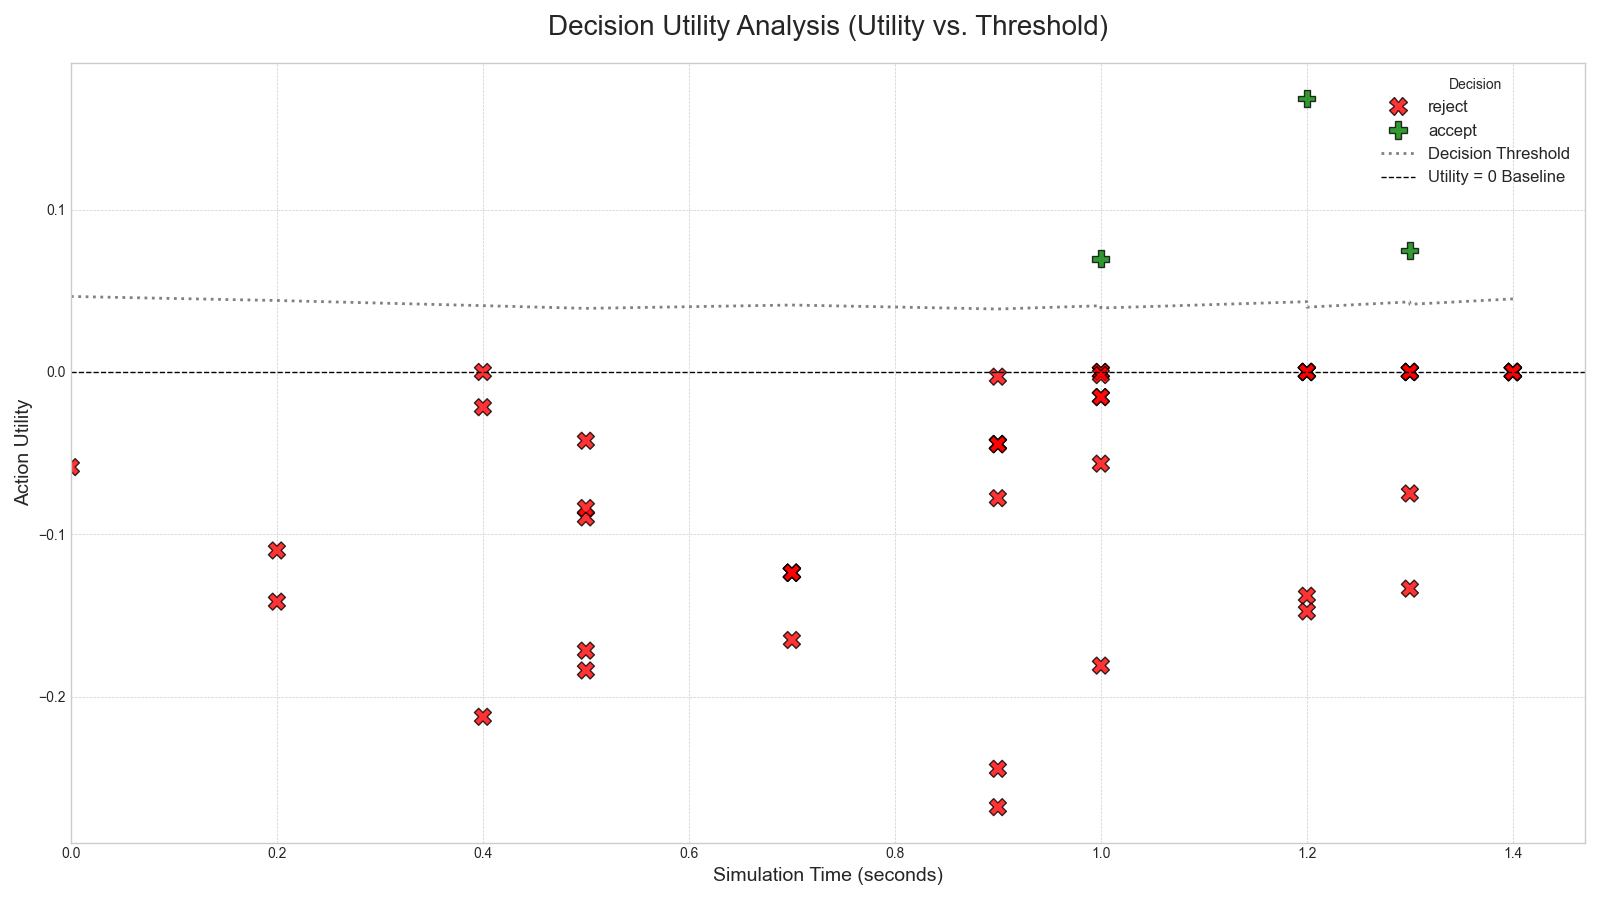 Decision Utility Analysis (Utility vs. Threshold)
Decision
reject
accept
Decision Threshold
Utility = 0 Baseline
Action Utility
0.1
0.0
−0.1
−0.2
0.0
0.2
0.4
0.6
0.8
1.0
1.2
1.4
Simulation Time (seconds)